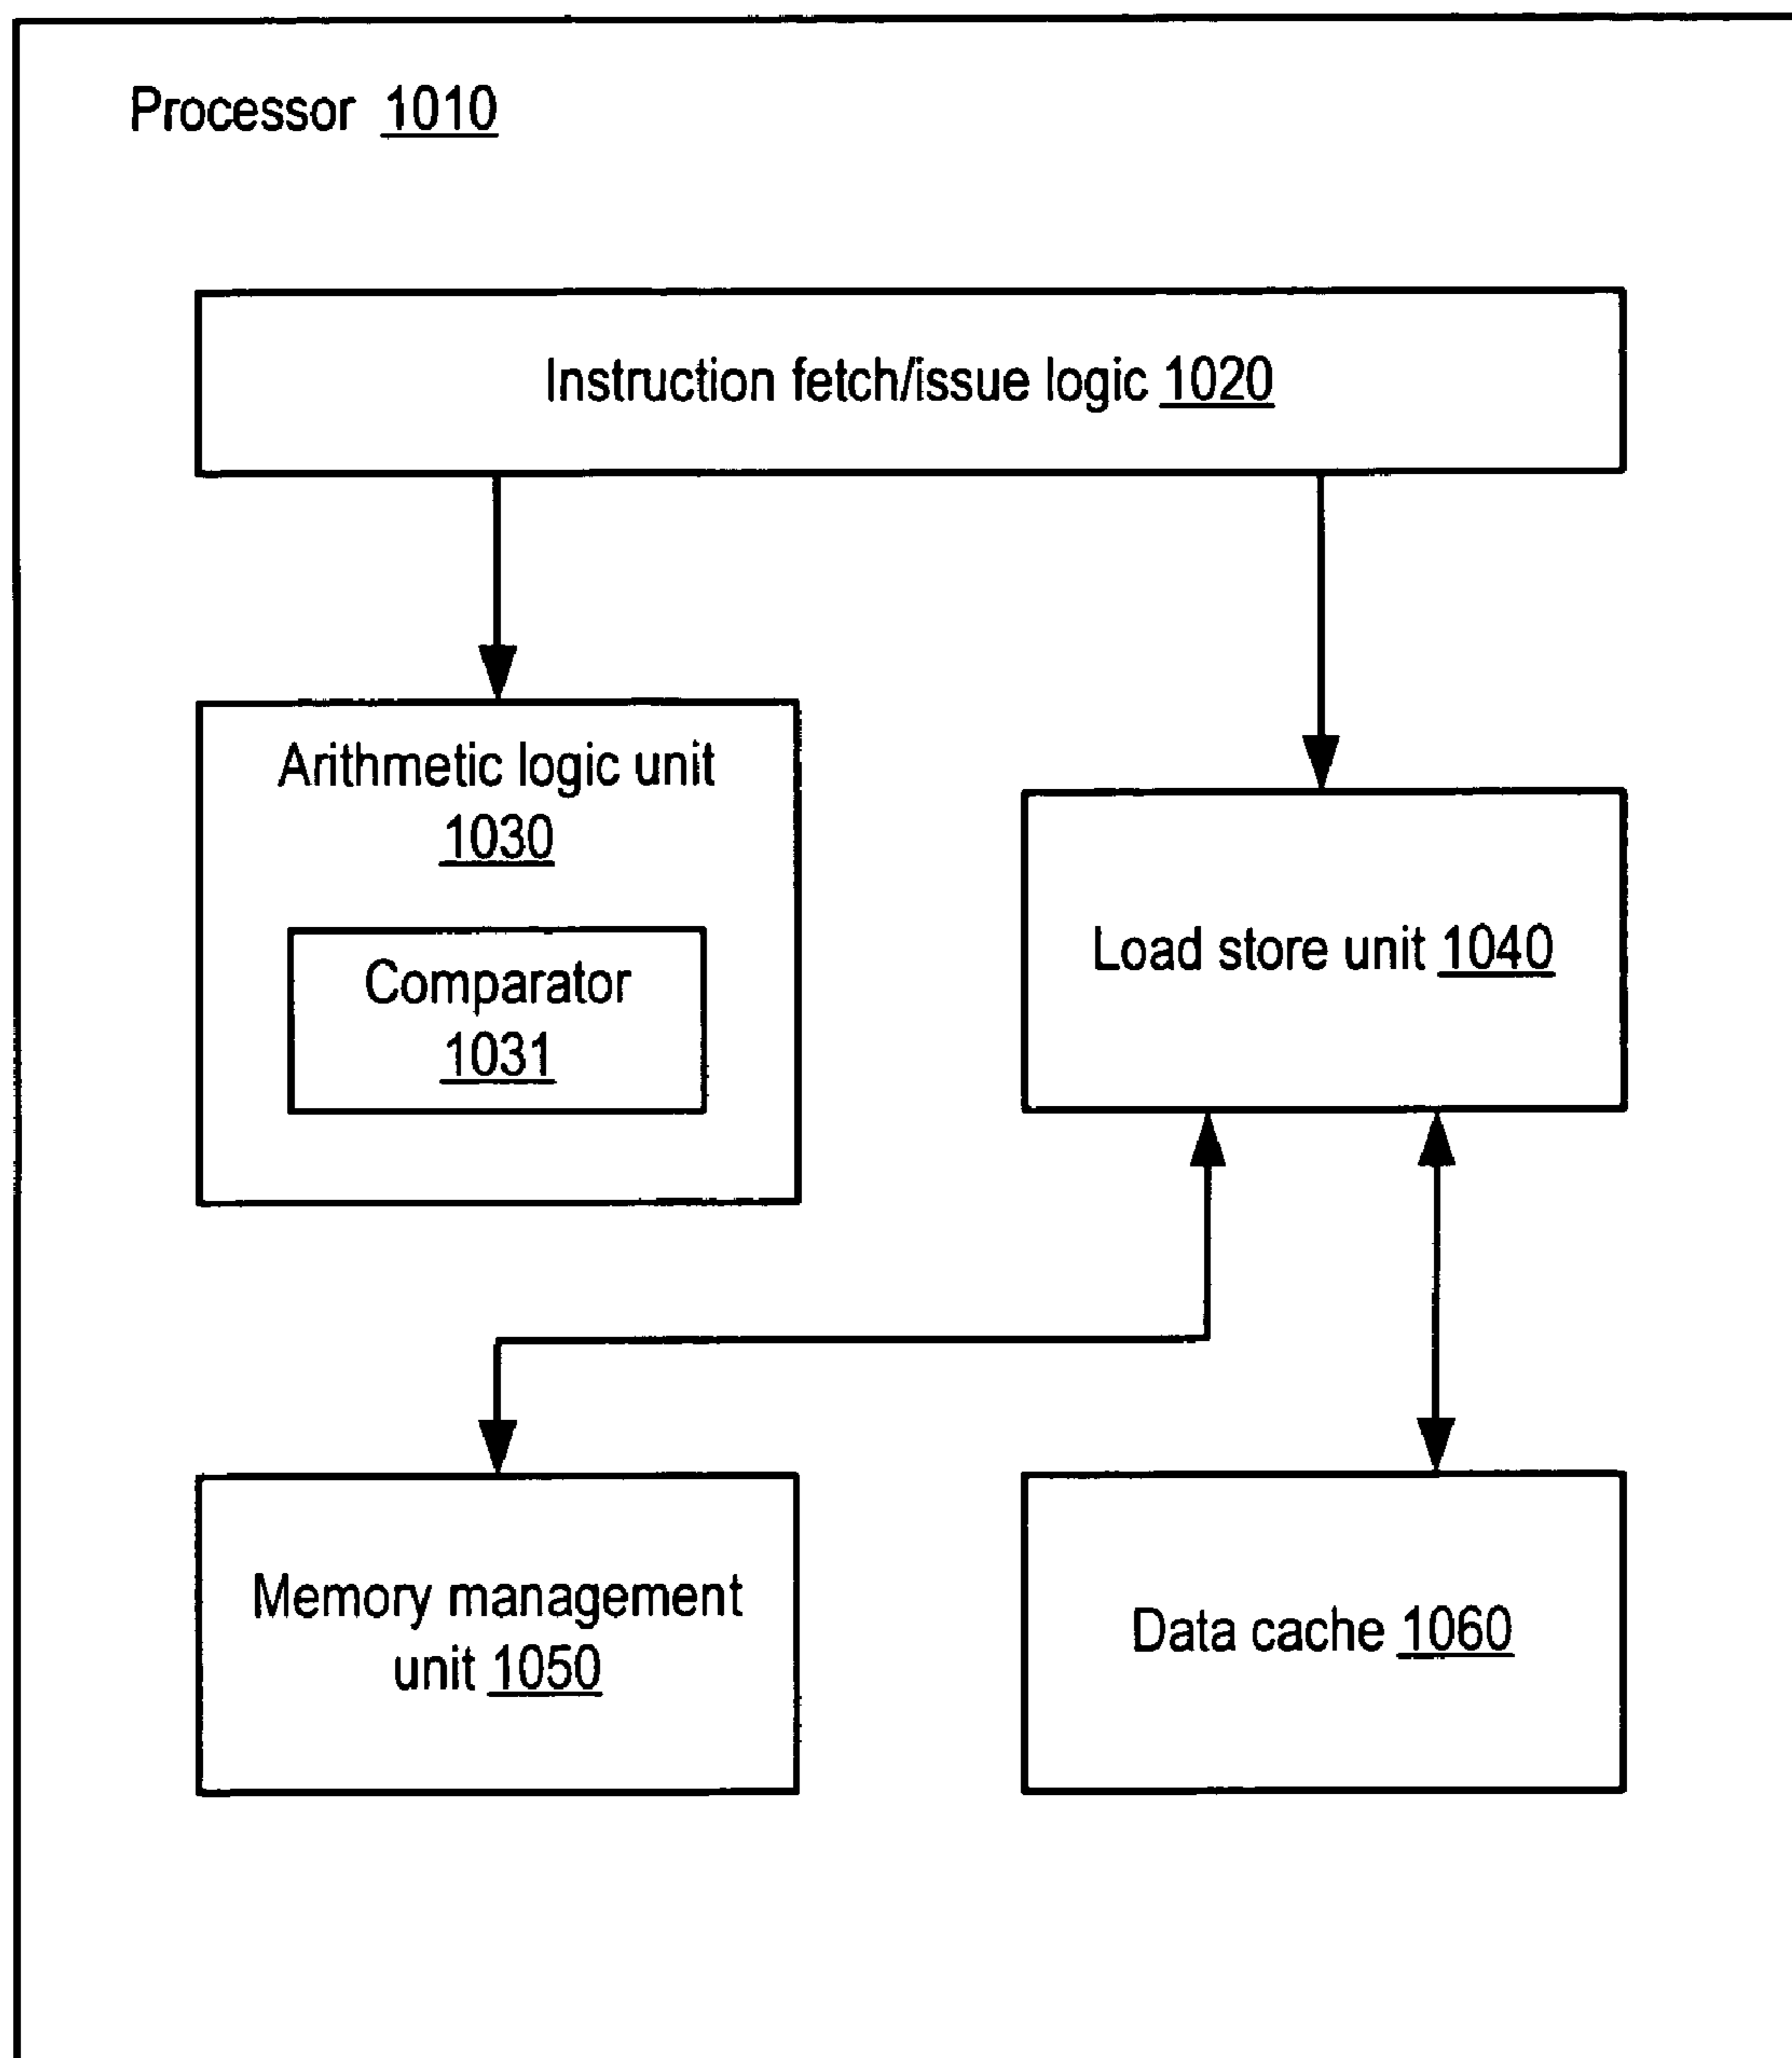 Processor 1010
Instruction fetch/issue logic 1020
Arithmetic logic unit
1030
Comparator
1031
Load store unit 1040
Memory management
unit 1050
Data cache 1060